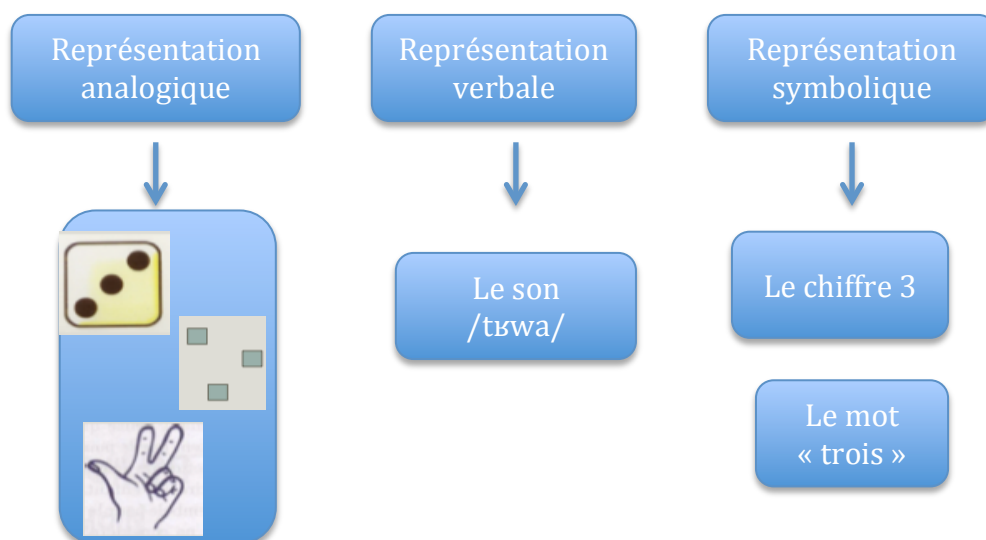 Représentation
analogique
Représentation
verbale
Représentation
symbolique
Le son
/tʁwa/
Le chiffre 3
Le mot
« trois »